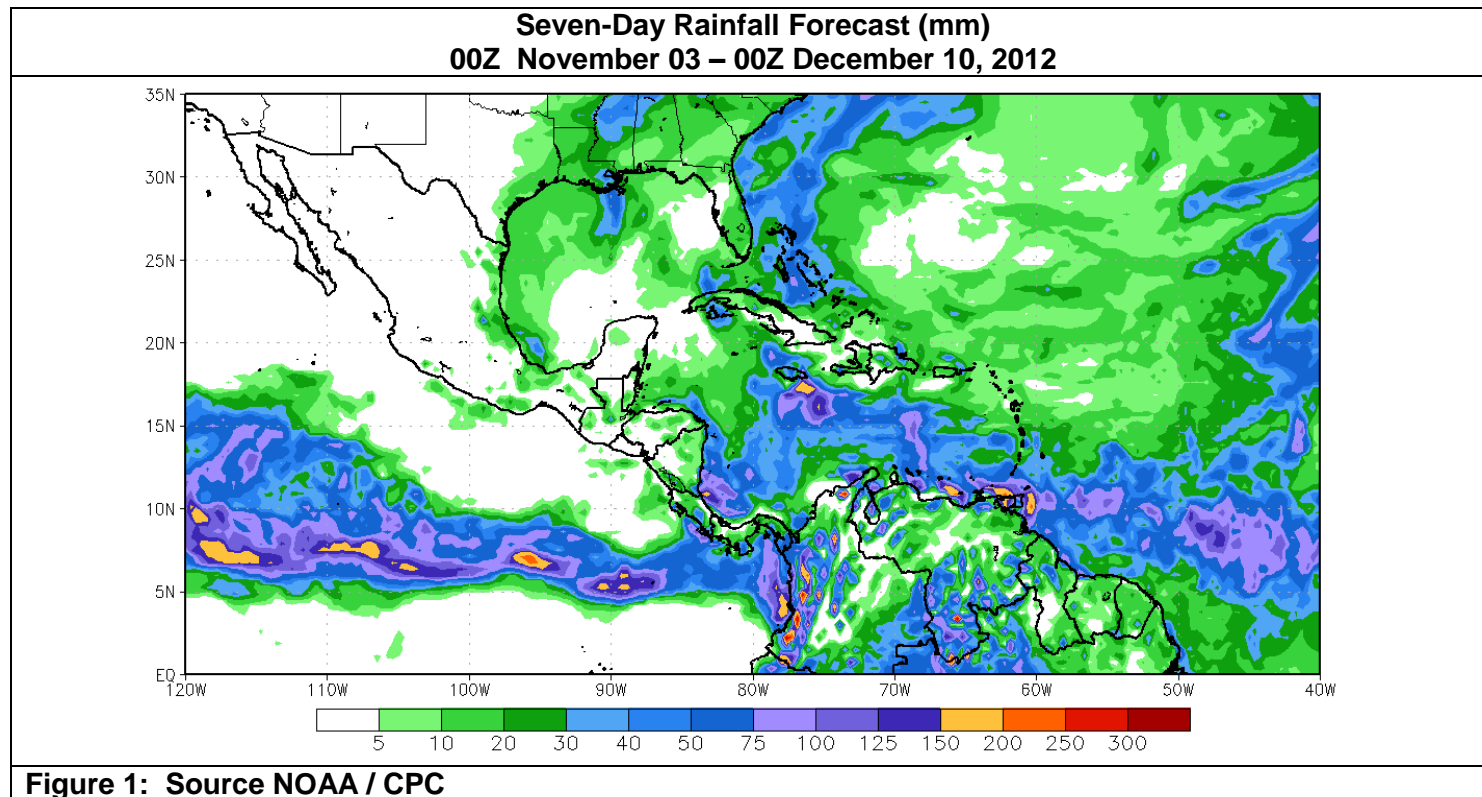 Seven-Day Rainfall Forecast (mm)
00Z  November 03 – 00Z December 10, 2012
35N
30N
25N
20N
15N
10N
5N
EQ
120W 110W 100W 90W 80W 70W 60W 50W 40W
5 10 20 30 40 50 75 100 125 150 200 250 300
Figure 1:  Source NOAA / CPC